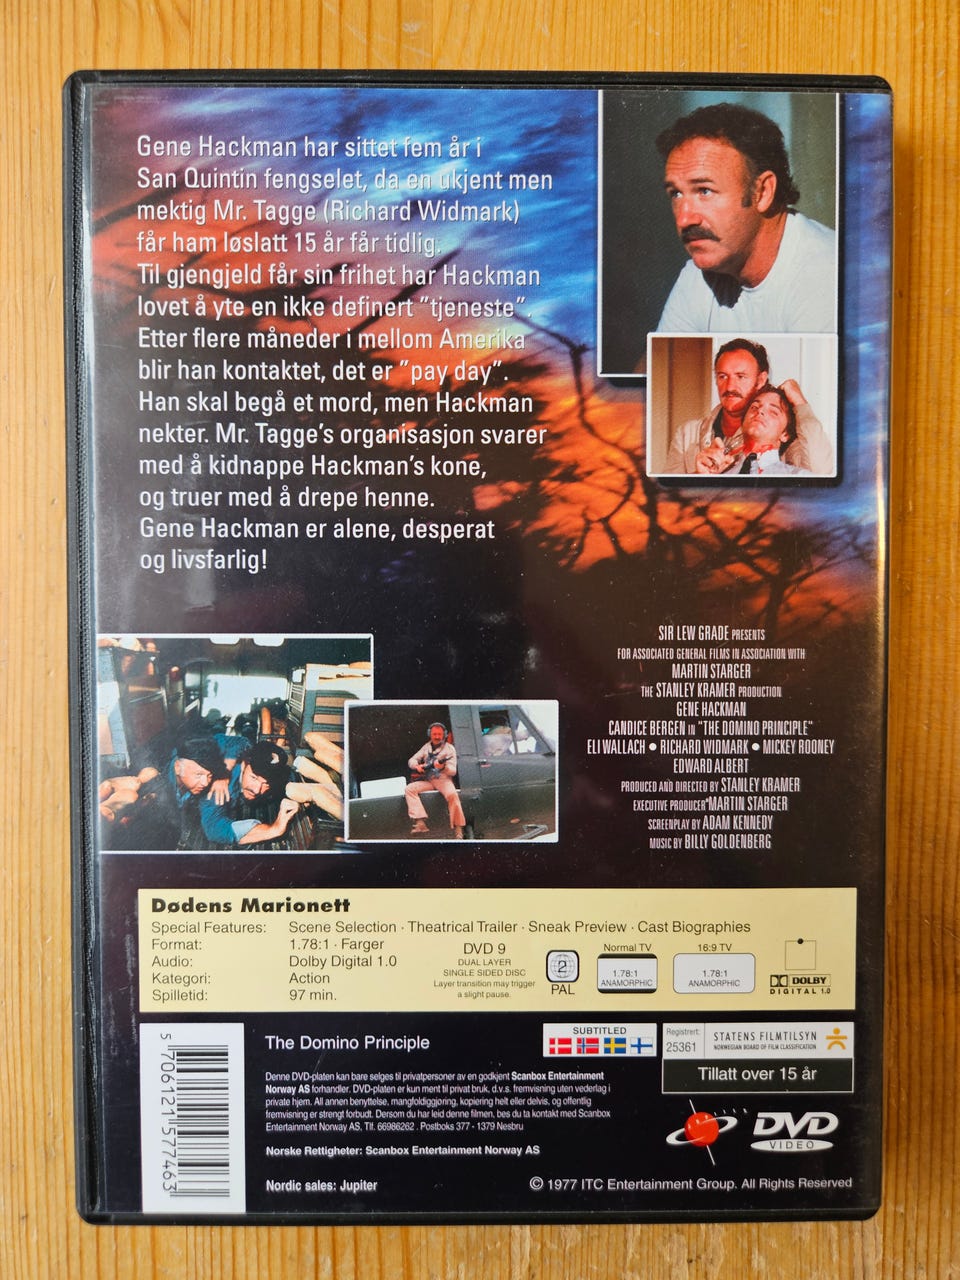 Gene Hackman har sittet fem år i
San Quintin fengselet, da en ukjent men
mektig Mr. Tagge (Richard Widmark)
får ham løslatt 15 år får tidlig.
Til gjengjeld får sin frihet har Hackman
lovet å yte en ikke definert ”tjeneste”.
Etter flere måneder i mellom Amerika
blir han kontaktet, det er ”pay day”.
Han skal begå et mord, men Hackman
nekter. Mr. Tagge’s organisasjon svarer
med å kidnappe Hackman’s kone,
og truer med å drepe henne.
Gene Hackman er alene, desperat
og livsfarlig!
SIR LEW GRADE PRESENTS
FOR ASSOCIATED GENERAL FILMS IN ASSOCIATION WITH
MARTIN STARGER
THE STANLEY KRAMER PRODUCTION
GENE HACKMAN
CANDICE BERGEN IN "THE DOMINO PRINCIPLE"
ELI WALLACH • RICHARD WIDMARK • MICKEY ROONEY
EDWARD ALBERT
PRODUCED AND DIRECTED BY STANLEY KRAMER
EXECUTIVE PRODUCER MARTIN STARGER
SCREENPLAY BY ADAM KENNEDY
MUSIC BY BILLY GOLDENBERG
Dødens Marionett
Special Features: Scene Selection · Theatrical Trailer · Sneak Preview · Cast Biographies
Format: 1.78:1 · Farger
Audio: Dolby Digital 1.0
Kategori: Action
Spilletid: 97 min.
DVD 9
DUAL LAYER
SINGLE SIDED DISC
Layer transition may trigger
a slight pause.
2
PAL
Normal TV
1.78:1
ANAMORPHIC
16:9 TV
1.78:1
ANAMORPHIC
DOLBY
DIGITAL 1.0
5 706121 577463
The Domino Principle
SUBTITLED
Registrert:
25361
STATENS FILMTILSYN
NORWEGIAN BOARD OF FILM CLASSIFICATION
Tillatt over 15 år
Denne DVD-platen kan bare selges til privatpersoner av en godkjent Scanbox Entertainment
Norway AS forhandler. DVD-platen er kun ment til privat bruk, d.v.s. fremvisning uten vederlag i
private hjem. All annen benyttelse, mangfoldiggjøring, kopiering helt eller delvis, og offentlig
fremvisning er strengt forbudt. Dersom du har leid denne filmen, bes du ta kontakt med Scanbox
Entertainment Norway AS, Tlf. 66986262 . Postboks 377 - 1379 Nesbru
Norske Rettigheter: Scanbox Entertainment Norway AS
DVD
VIDEO
Nordic sales: Jupiter
© 1977 ITC Entertainment Group. All Rights Reserved